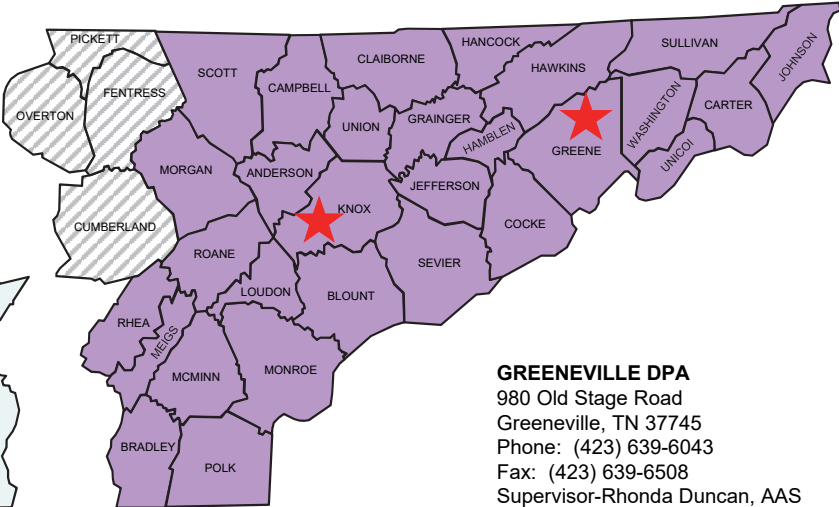 PICKETT
HANCOCK
SULLIVAN
JOHNSON
CLAIBORNE
SCOTT
HAWKINS
CAMPBELL
FENTRESS
OVERTON
CARTER
WASHINGTON
GRAINGER
UNION
HAMBLEN
GREENE
UNICOI
MORGAN
ANDERSON
JEFFERSON
KNOX
COCKE
CUMBERLAND
ROANE
SEVIER
LOUDON
BLOUNT
RHEA
MEIGS
MCMINN
MONROE
BRADLEY
POLK
GREENEVILLE DPA
980 Old Stage Road
Greeneville, TN 37745
Phone: (423) 639-6043
Fax: (423) 639-6508
Supervisor-Rhonda Duncan, AAS